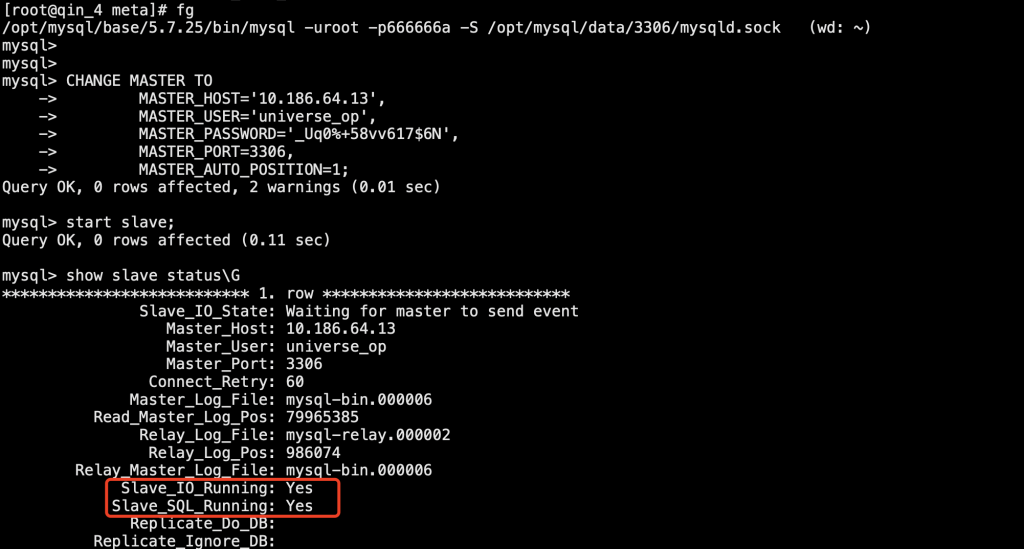 [root@qin_4 meta]# fg
/opt/mysql/base/5.7.25/bin/mysql -uroot -p666666a -S /opt/mysql/data/3306/mysqld.sock   (wd: ~)
mysql>
mysql>
mysql> CHANGE MASTER TO
    ->         MASTER_HOST='10.186.64.13',
    ->         MASTER_USER='universe_op',
    ->         MASTER_PASSWORD='_Uq0%+58vv617$6N',
    ->         MASTER_PORT=3306,
    ->         MASTER_AUTO_POSITION=1;
Query OK, 0 rows affected, 2 warnings (0.01 sec)
mysql> start slave;
Query OK, 0 rows affected (0.11 sec)
mysql> show slave status\G
*************************** 1. row ***************************
               Slave_IO_State: Waiting for master to send event
                  Master_Host: 10.186.64.13
                  Master_User: universe_op
                  Master_Port: 3306
                Connect_Retry: 60
              Master_Log_File: mysql-bin.000006
          Read_Master_Log_Pos: 79965385
               Relay_Log_File: mysql-relay.000002
                Relay_Log_Pos: 986074
        Relay_Master_Log_File: mysql-bin.000006
             Slave_IO_Running: Yes
            Slave_SQL_Running: Yes
              Replicate_Do_DB:
          Replicate_Ignore_DB: